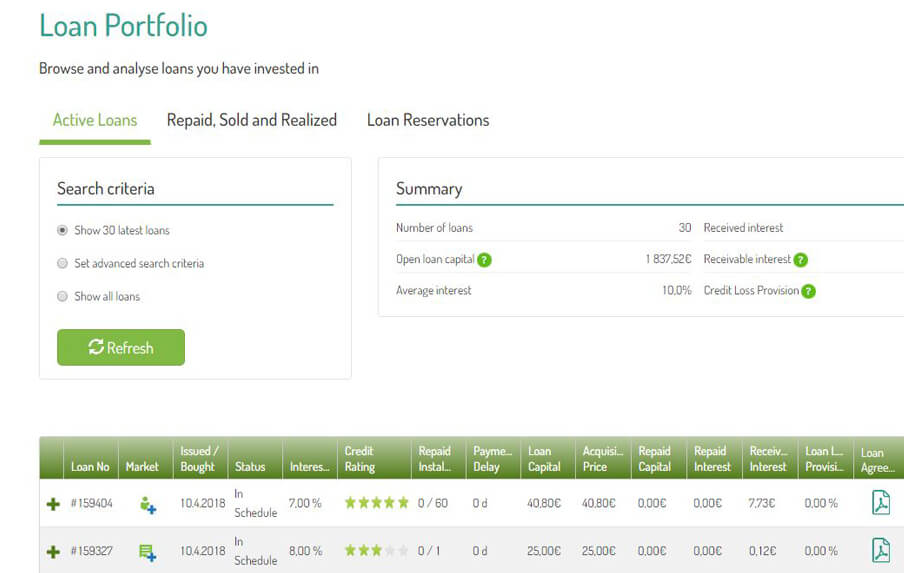 Loan Portfolio
Browse and analyse loans you have invested in
Active Loans Repaid, Sold and Realized Loan Reservations
Search criteria
Show 30 latest loans
Set advanced search criteria
Show all loans
Refresh
Summary
Number of loans 30 Received interest
Open loan capital ? 1 837,52€ Receivable interest ?
Average interest 10,0% Credit Loss Provision ?
Loan No Market Issued / Bought Status Interes... Credit Rating Repaid Instal... Payme... Delay Loan Capital Acquisi... Price Repaid Capital Repaid Interest Receiv... Interest Loan L... Provisi... Loan Agree...
#159404 10.4.2018 In Schedule 7,00 % 0 / 60 0 d 40,80€ 40,80€ 0,00€ 0,00€ 7,73€ 0,00 %
#159327 10.4.2018 In Schedule 8,00 % 0 / 1 0 d 25,00€ 25,00€ 0,00€ 0,00€ 0,12€ 0,00 %